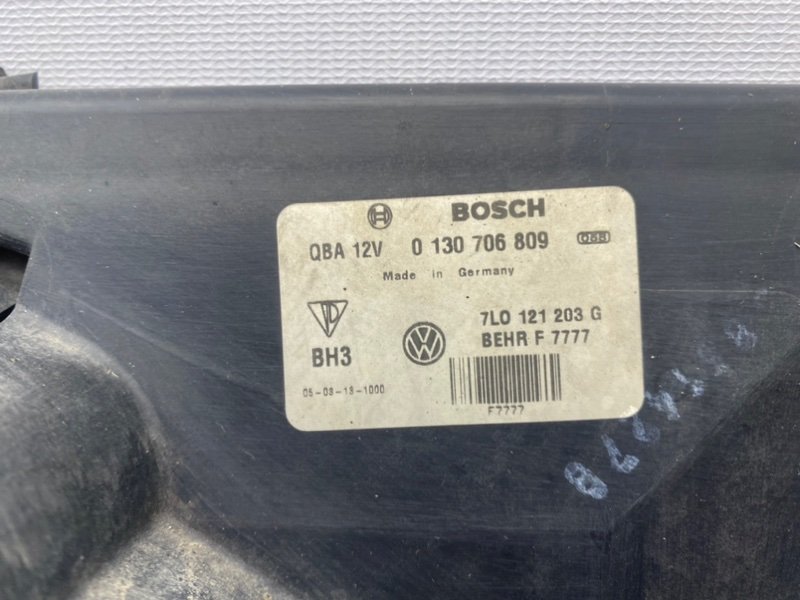 BOSCH
QBA 12V 0 130 706 809
Made in Germany
7L0 121 203 G
BEHR F 7777
BH3
05-03-13-1000
F7777